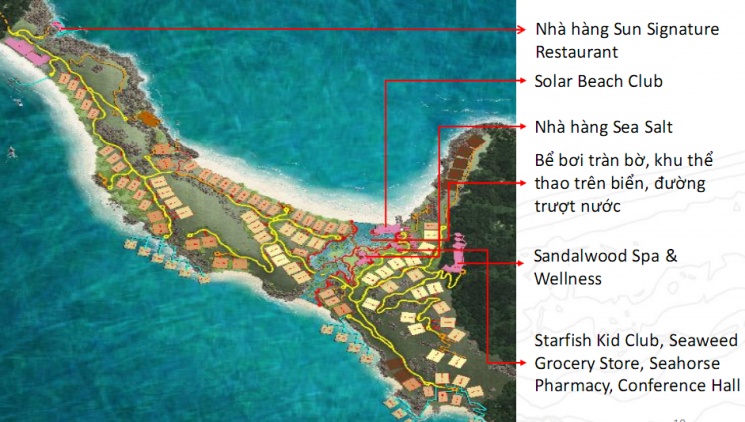 Nhà hàng Sun Signature
Restaurant
Solar Beach Club
Nhà hàng Sea Salt
Bể bơi tràn bờ, khu thể
thao trên biển, đường
trượt nước
Sandalwood Spa &
Wellness
Starfish Kid Club, Seaweed
Grocery Store, Seahorse
Pharmacy, Conference Hall